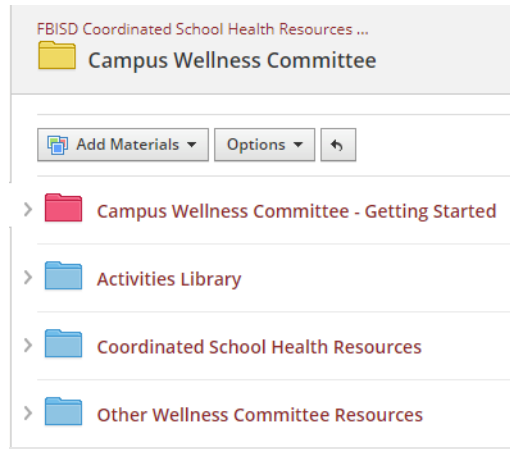 FBISD Coordinated School Health Resources ...
Campus Wellness Committee
Add Materials Options
Campus Wellness Committee - Getting Started
Activities Library
Coordinated School Health Resources
Other Wellness Committee Resources